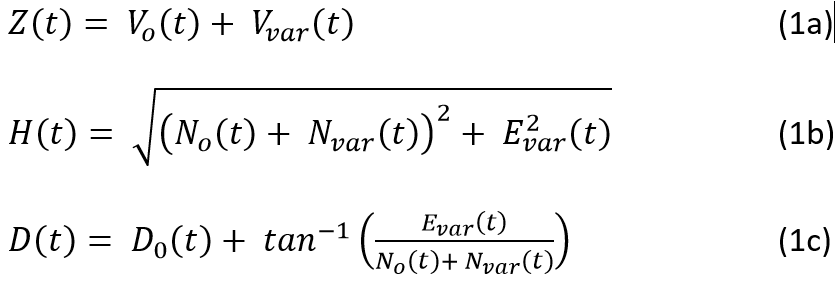 Z(t) = V_o(t) + V_var(t) (1a)
H(t) = √((N_o(t) + N_var(t))² + E²_var(t)) (1b)
D(t) = D_0(t) + tan⁻¹(E_var(t) / (N_o(t) + N_var(t))) (1c)